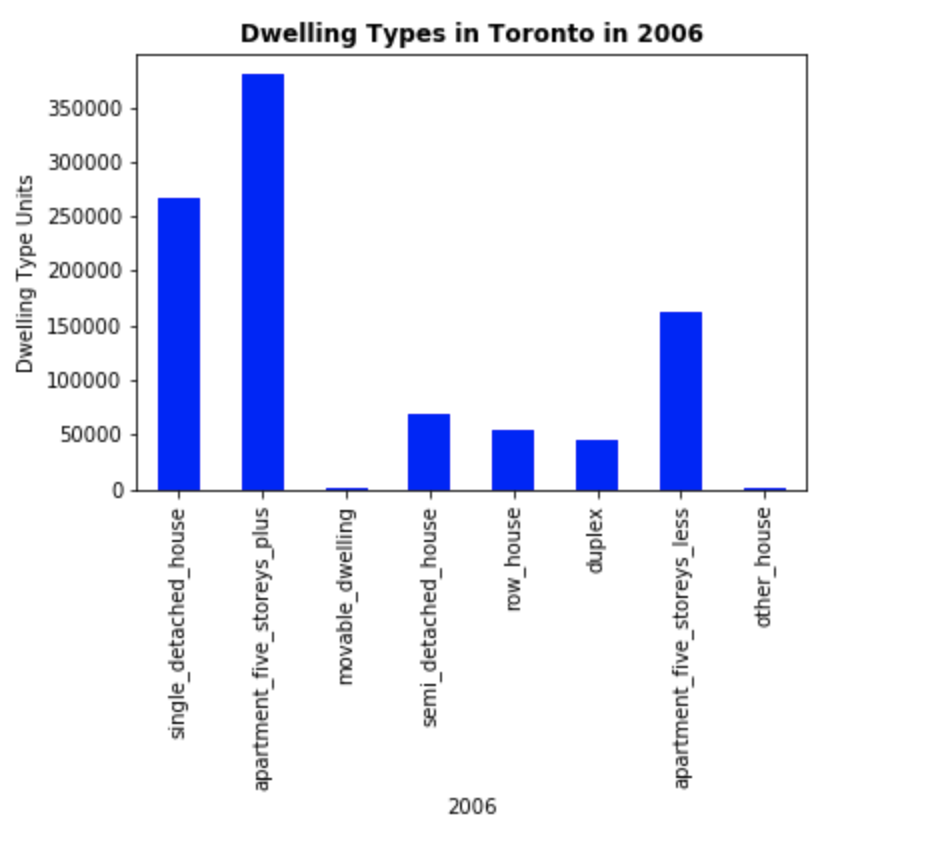 Dwelling Types in Toronto in 2006
Dwelling Type Units
350000
300000
250000
200000
150000
100000
50000
0
single_detached_house
apartment_five_storeys_plus
movable_dwelling
semi_detached_house
row_house
duplex
apartment_five_storeys_less
other_house
2006